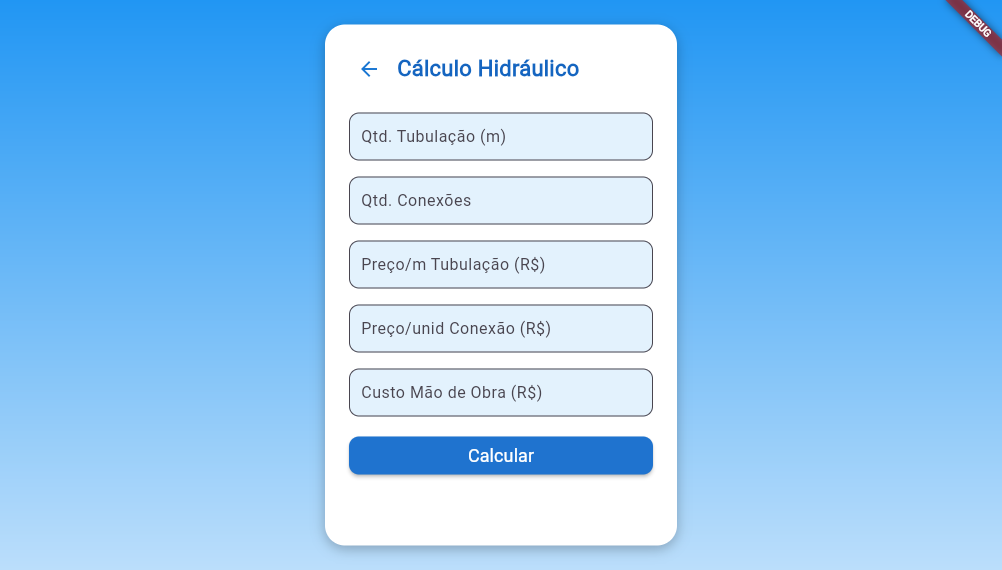 DEBUG
Cálculo Hidráulico
Qtd. Tubulação (m)
Qtd. Conexões
Preço/m Tubulação (R$)
Preço/unid Conexão (R$)
Custo Mão de Obra (R$)
Calcular